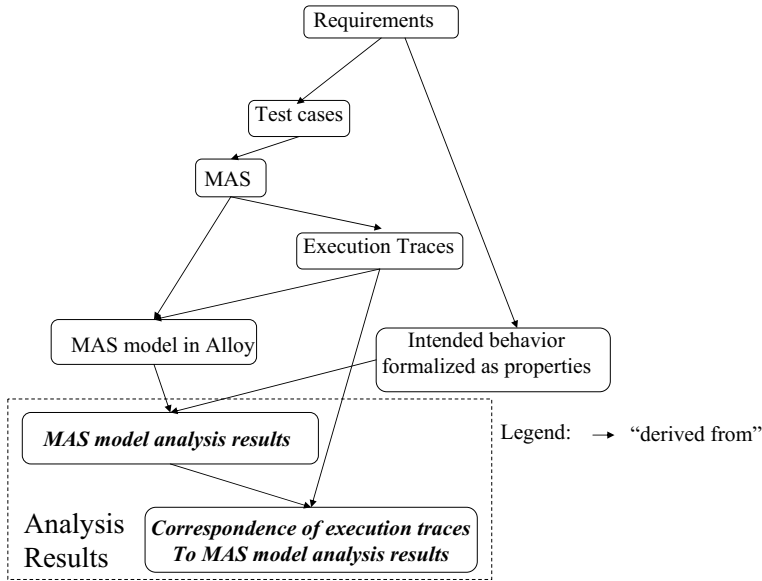 Requirements
Test cases
MAS
Execution Traces
MAS model in Alloy
Intended behavior
formalized as properties
MAS model analysis results
Legend: → “derived from”
Analysis
Results
Correspondence of execution traces
To MAS model analysis results